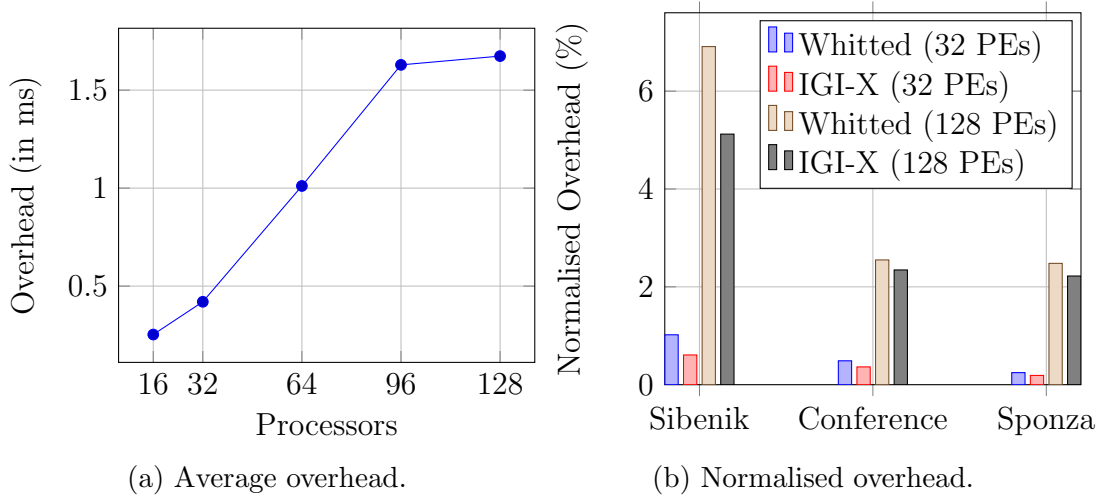 Overhead (in ms)
1.5
1
0.5
16 32 64 96 128
Processors
(a) Average overhead.
Normalised Overhead (%)
6
4
2
0
Whitted (32 PEs)
IGI-X (32 PEs)
Whitted (128 PEs)
IGI-X (128 PEs)
Sibenik Conference Sponza
(b) Normalised overhead.